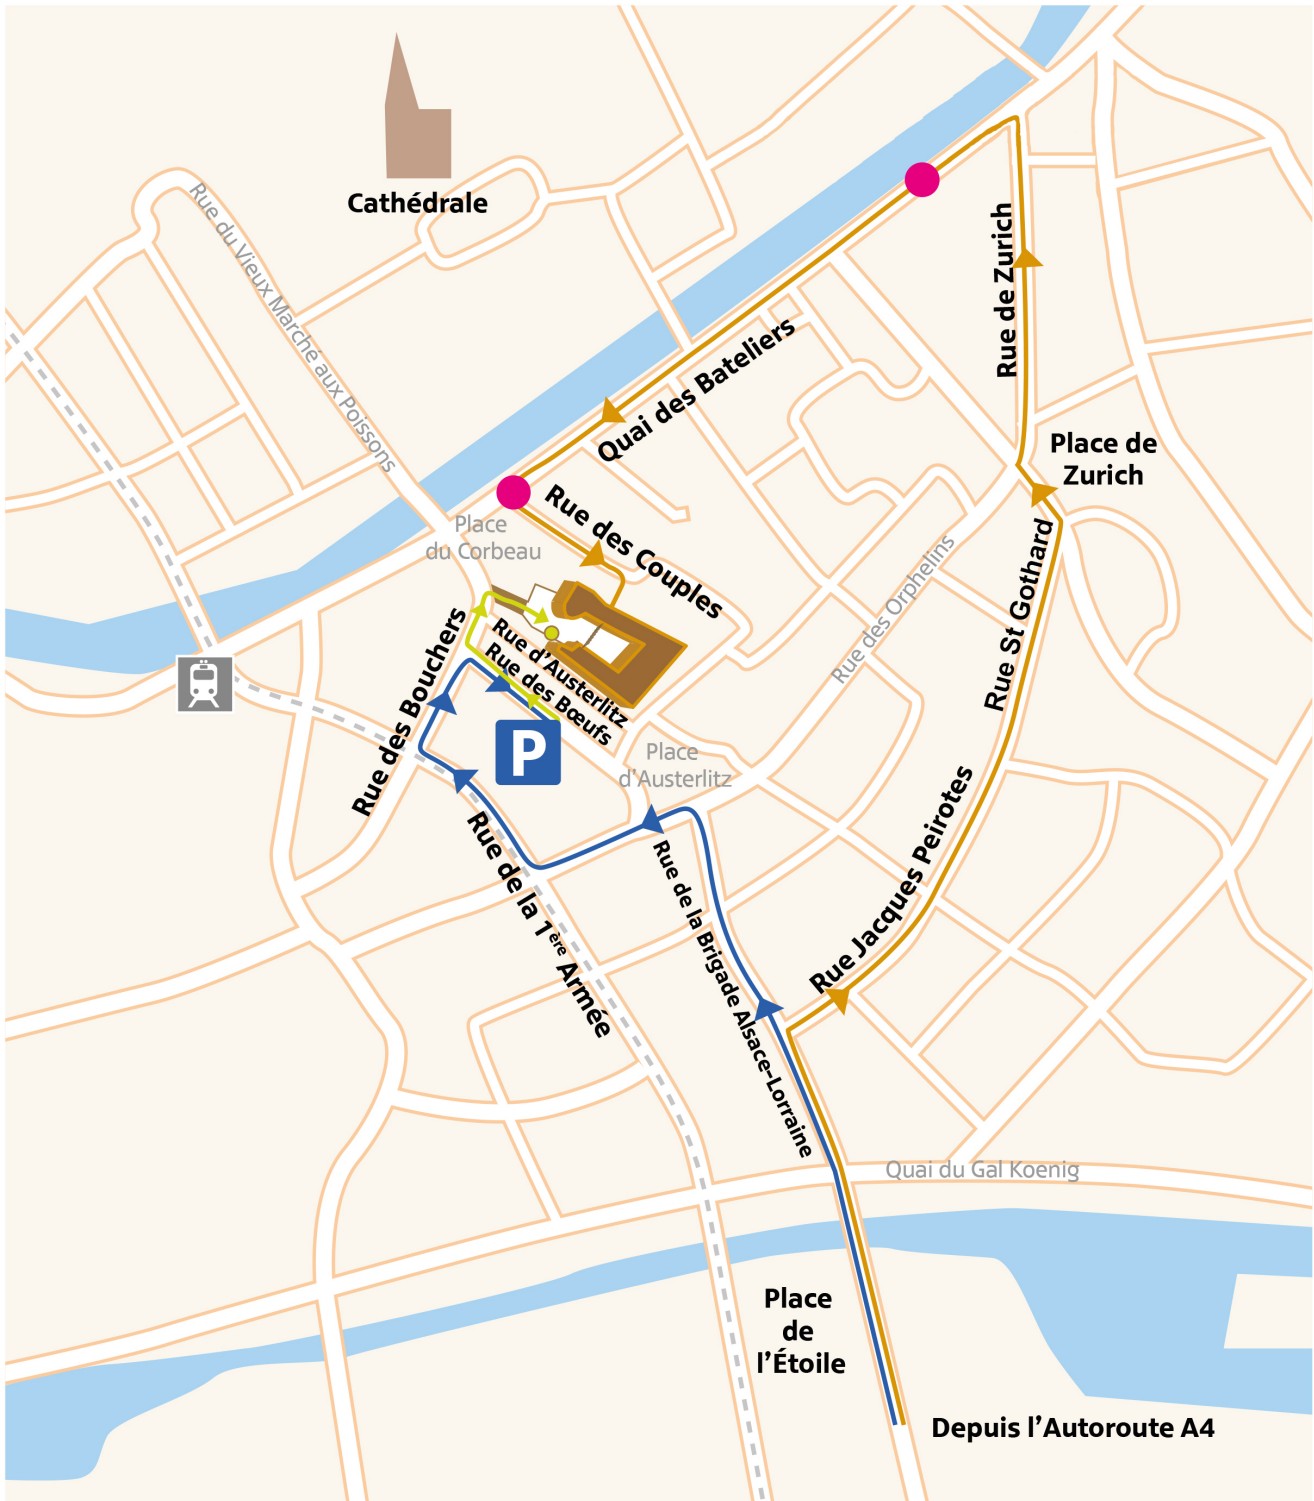 Cathédrale
Rue du Vieux Marché aux Poissons
Rue de Zurich
Quai des Bateliers
Place de
Zurich
Place
du Corbeau
Rue des Couples
Rue St Gothard
Rue des Orphelins
Rue des Bouchers
Rue d'Austerlitz
Rue des Bœufs
P
Place
d'Austerlitz
Rue Jacques Peirotes
Rue de la 1ère Armée
Rue de la Brigade Alsace-Lorraine
Quai du Gal Koenig
Place
de
l'Étoile
Depuis l'Autoroute A4